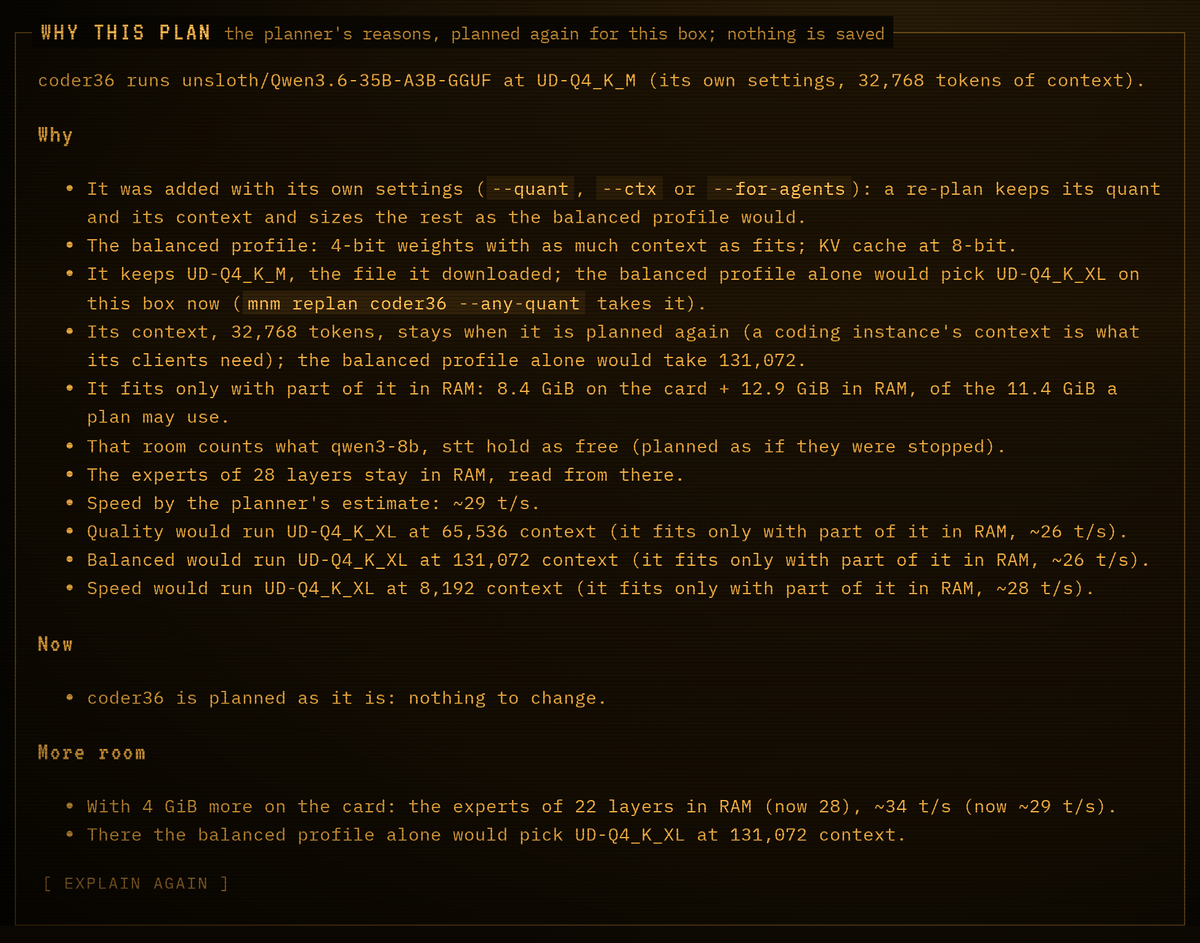 WHY THIS PLAN the planner's reasons, planned again for this box; nothing is saved
coder36 runs unsloth/Qwen3.6-35B-A3B-GGUF at UD-Q4_K_M (its own settings, 32,768 tokens of context).
Why
• It was added with its own settings (--quant, --ctx or --for-agents): a re-plan keeps its quant
and its context and sizes the rest as the balanced profile would.
• The balanced profile: 4-bit weights with as much context as fits; KV cache at 8-bit.
• It keeps UD-Q4_K_M, the file it downloaded; the balanced profile alone would pick UD-Q4_K_XL on
this box now (mnm replan coder36 --any-quant takes it).
• Its context, 32,768 tokens, stays when it is planned again (a coding instance's context is what
its clients need); the balanced profile alone would take 131,072.
• It fits only with part of it in RAM: 8.4 GiB on the card + 12.9 GiB in RAM, of the 11.4 GiB a
plan may use.
• That room counts what qwen3-8b, stt hold as free (planned as if they were stopped).
• The experts of 28 layers stay in RAM, read from there.
• Speed by the planner's estimate: ~29 t/s.
• Quality would run UD-Q4_K_XL at 65,536 context (it fits only with part of it in RAM, ~26 t/s).
• Balanced would run UD-Q4_K_XL at 131,072 context (it fits only with part of it in RAM, ~26 t/s).
• Speed would run UD-Q4_K_XL at 8,192 context (it fits only with part of it in RAM, ~28 t/s).
Now
• coder36 is planned as it is: nothing to change.
More room
• With 4 GiB more on the card: the experts of 22 layers in RAM (now 28), ~34 t/s (now ~29 t/s).
• There the balanced profile alone would pick UD-Q4_K_XL at 131,072 context.
[ EXPLAIN AGAIN ]